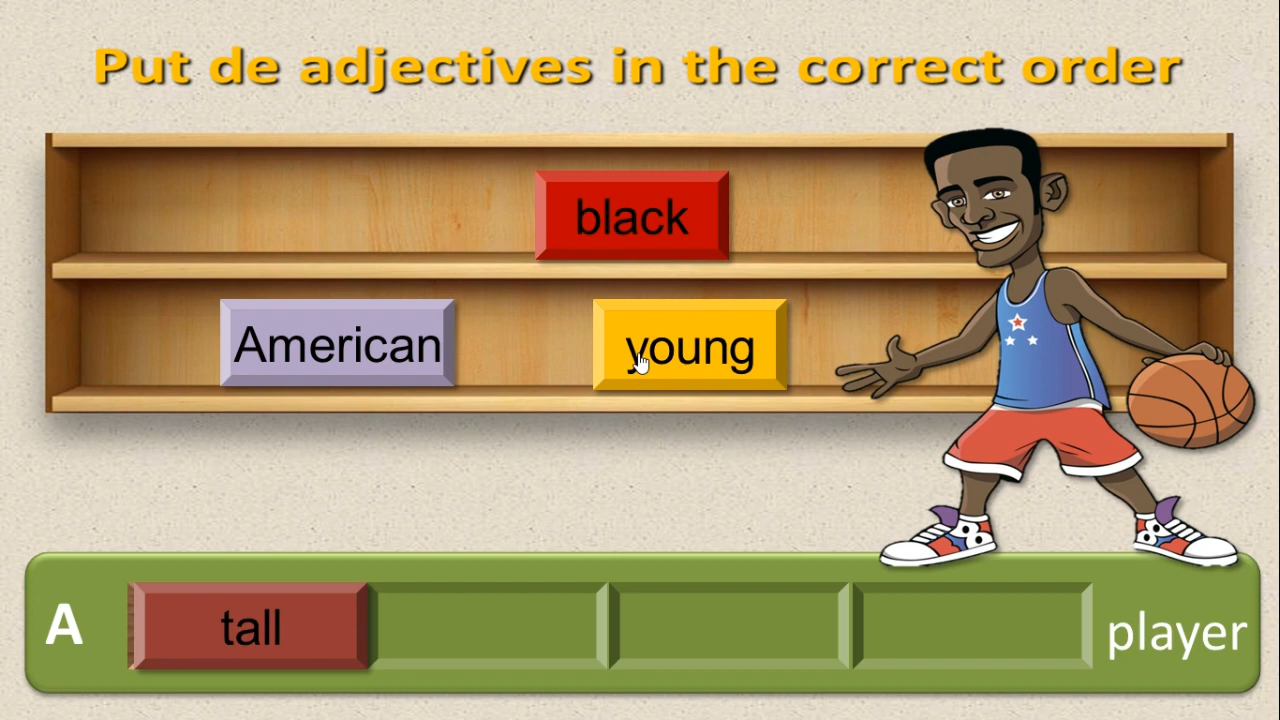 Put de adjectives in the correct order
black
American young
A tall player